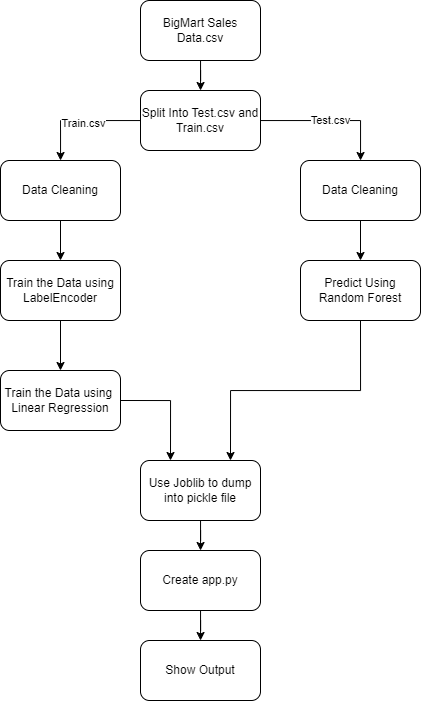 BigMart Sales
Data.csv
Split Into Test.csv and
Train.csv
Train.csv
Test.csv
Data Cleaning
Data Cleaning
Train the Data using
LabelEncoder
Predict Using
Random Forest
Train the Data using
Linear Regression
Use Joblib to dump
into pickle file
Create app.py
Show Output